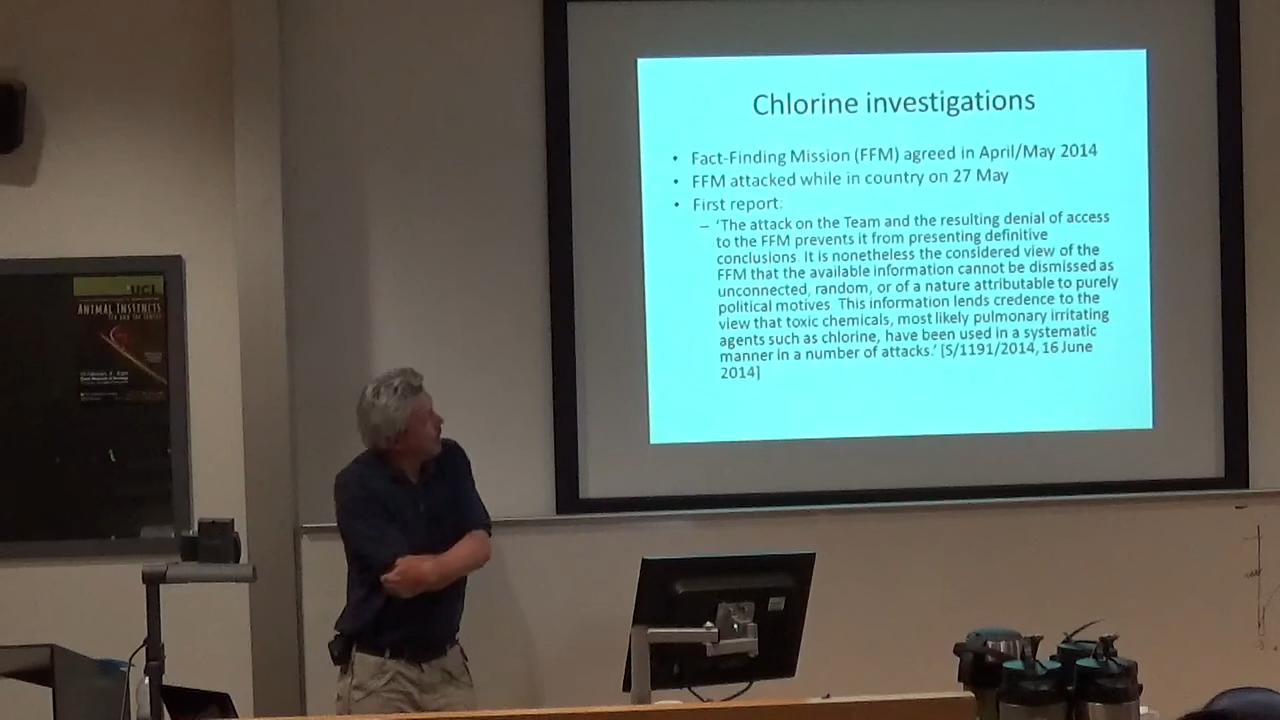 Chlorine investigations
• Fact-Finding Mission (FFM) agreed in April/May 2014
• FFM attacked while in country on 27 May
• First report:
– ‘The attack on the Team and the resulting denial of access
to the FFM prevents it from presenting definitive
conclusions. It is nonetheless the considered view of the
FFM that the available information cannot be dismissed as
unconnected, random, or of a nature attributable to purely
political motives. This information lends credence to the
view that toxic chemicals, most likely pulmonary irritating
agents such as chlorine, have been used in a systematic
manner in a number of attacks.’ [S/1191/2014, 16 June
2014]
UCL
ANIMAL INSTINCTS